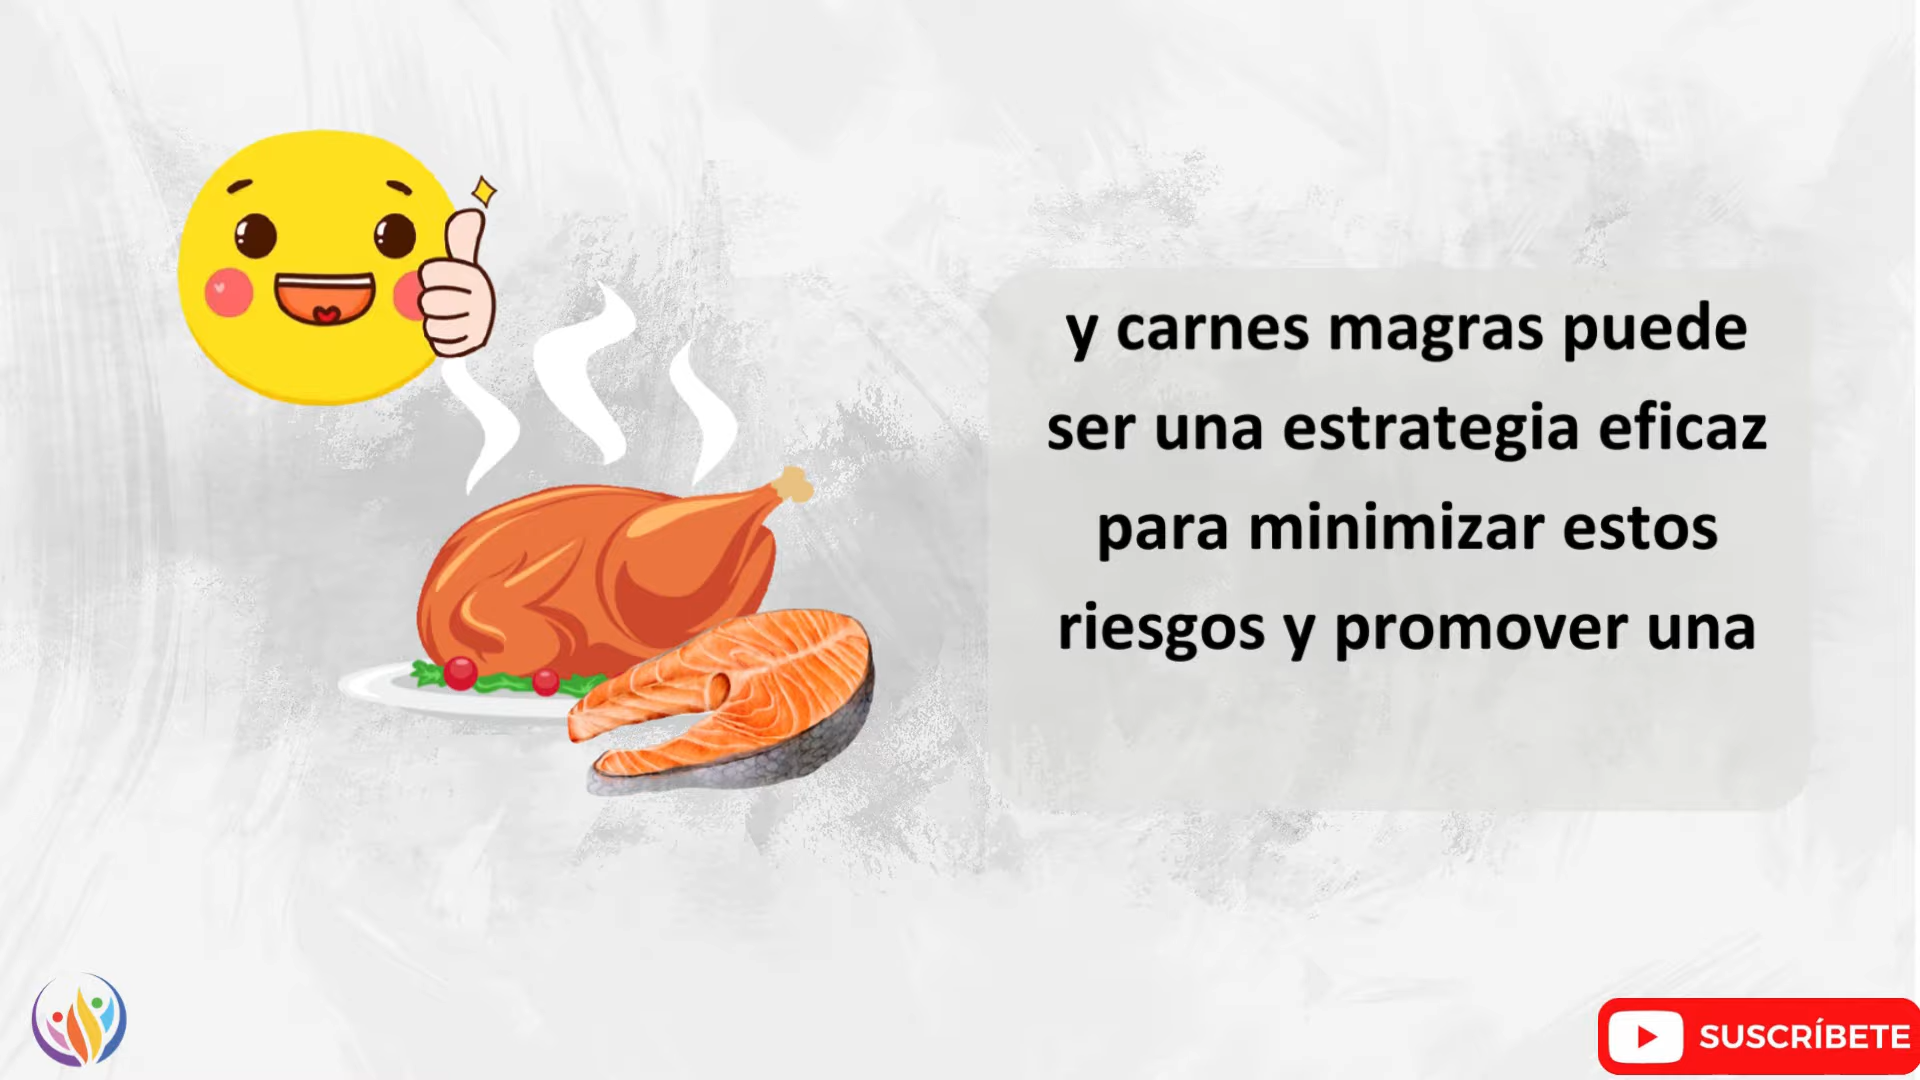 y carnes magras puede
ser una estrategia eficaz
para minimizar estos
riesgos y promover una
SUSCRÍBETE